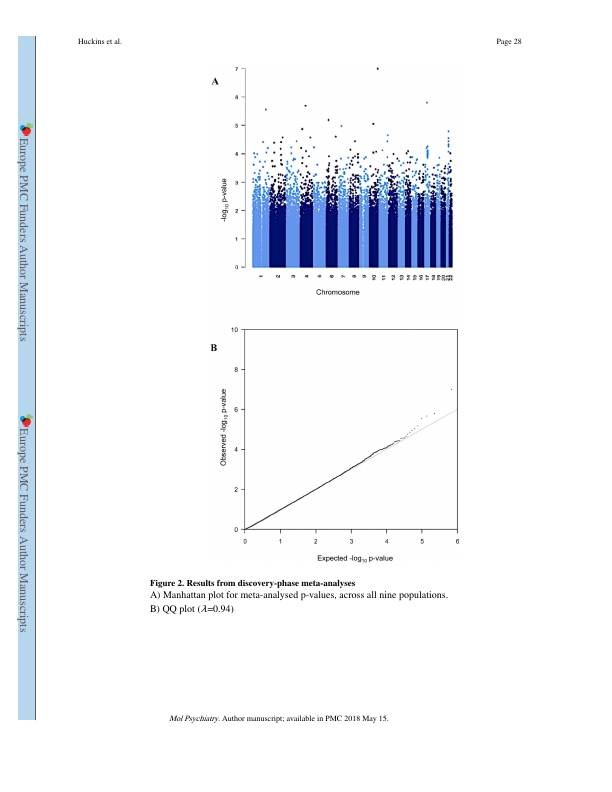 Huckins et al. Page 28
Europe PMC Funders Author Manuscripts
Europe PMC Funders Author Manuscripts
A
7
6
5
4
3
2
1
0
-log10 p-value
1 2 3 4 5 6 7 8 9 10 11 12 13 14 15 16 17 18 19 20 21 22
Chromosome
B
10
8
6
4
2
0
Observed -log10 p-value
0 1 2 3 4 5 6
Expected -log10 p-value
Figure 2. Results from discovery-phase meta-analyses
A) Manhattan plot for meta-analysed p-values, across all nine populations.
B) QQ plot (λ=0.94)
Mol Psychiatry. Author manuscript; available in PMC 2018 May 15.